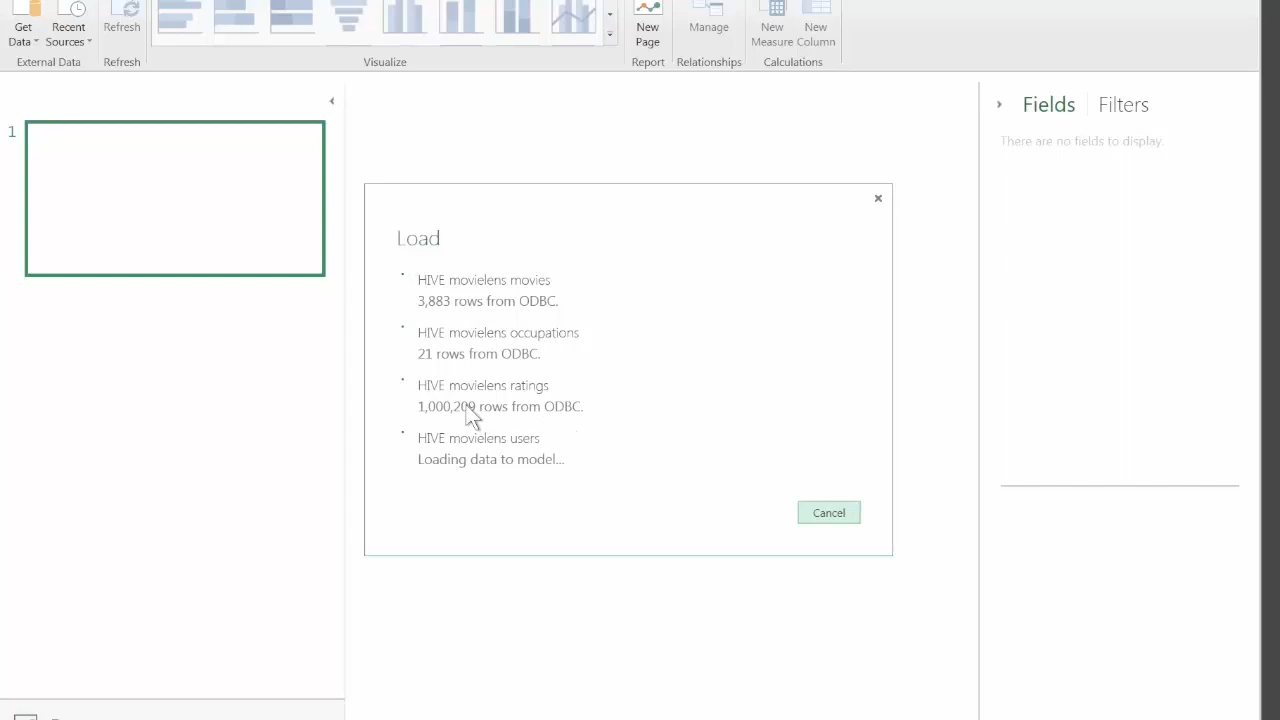 Get Data
Recent Sources
Refresh
New Page
Manage
New Measure
New Column
External Data
Refresh
Visualize
Report
Relationships
Calculations
1
Fields
Filters
There are no fields to display.
Load
HIVE movielens movies
3,883 rows from ODBC.
HIVE movielens occupations
21 rows from ODBC.
HIVE movielens ratings
1,000,209 rows from ODBC.
HIVE movielens users
Loading data to model...
Cancel